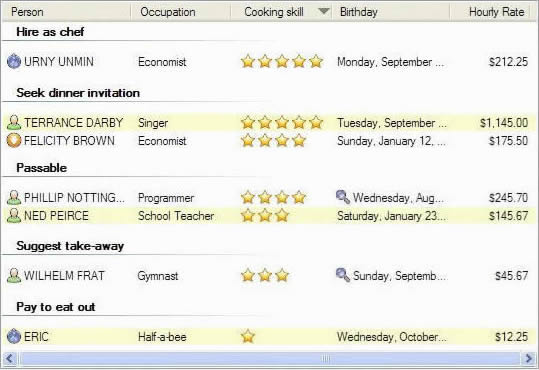 Person Occupation Cooking skill Birthday Hourly Rate
Hire as chef
URNY UNMIN Economist Monday, September ... $212.25
Seek dinner invitation
TERRANCE DARBY Singer Tuesday, September ... $1,145.00
FELICITY BROWN Economist Sunday, January 12, ... $175.50
Passable
PHILLIP NOTTING... Programmer Wednesday, Aug... $245.70
NED PEIRCE School Teacher Saturday, January 23... $145.67
Suggest take-away
WILHELM FRAT Gymnast Sunday, Septemb... $45.67
Pay to eat out
ERIC Half-a-bee Wednesday, October... $12.25